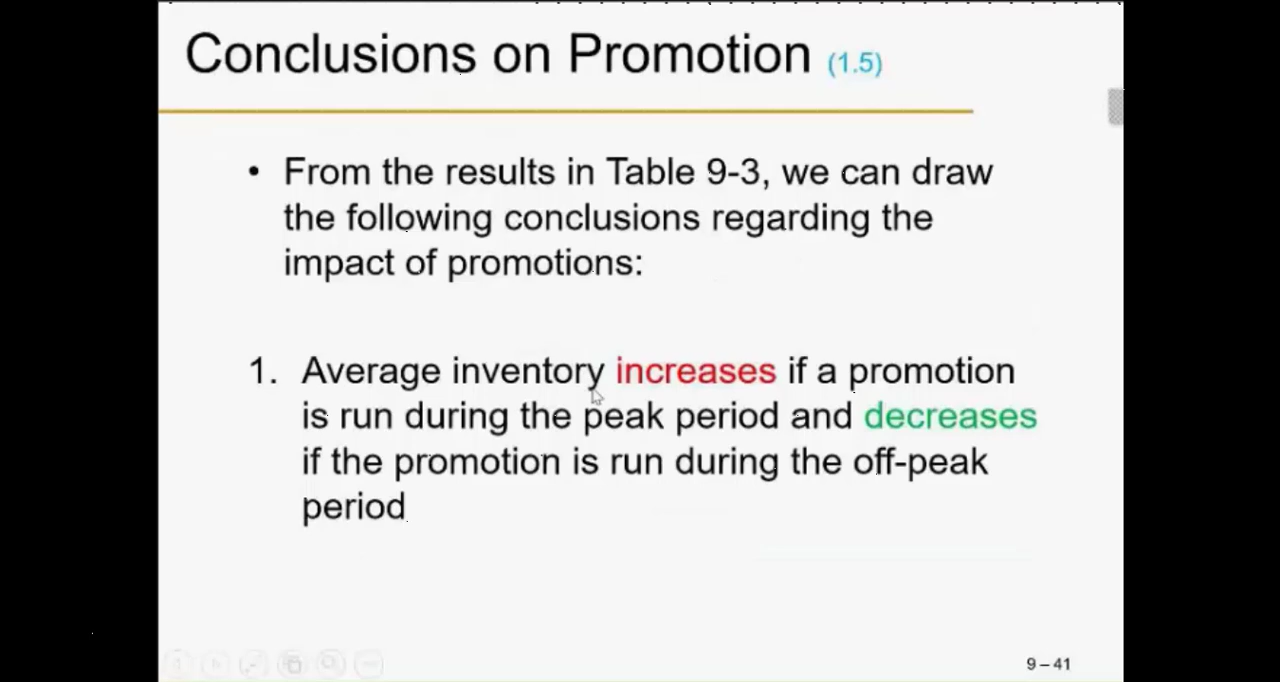 Conclusions on Promotion (1.5)
• From the results in Table 9-3, we can draw
the following conclusions regarding the
impact of promotions:
1. Average inventory increases if a promotion
is run during the peak period and decreases
if the promotion is run during the off-peak
period
9 – 41